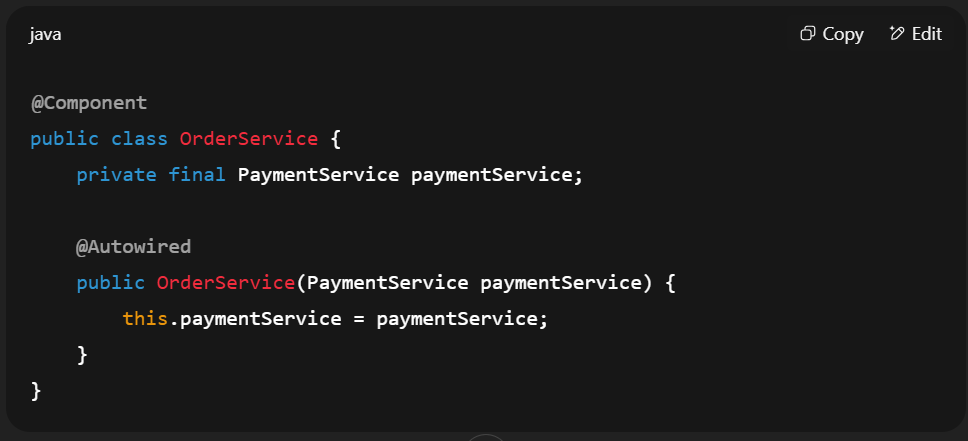 java Copy Edit
@Component
public class OrderService {
    private final PaymentService paymentService;
    @Autowired
    public OrderService(PaymentService paymentService) {
        this.paymentService = paymentService;
    }
}